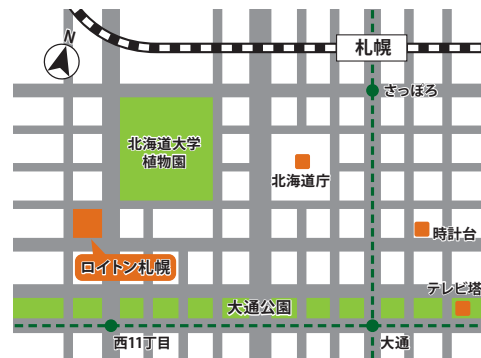 N
札幌
さっぽろ
北海道大学
植物園
北海道庁
時計台
ロイトン札幌
テレビ塔
大通公園
西11丁目
大通